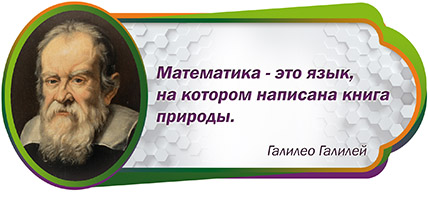 Математика - это язык,
на котором написана книга
природы.
Галилео Галилей